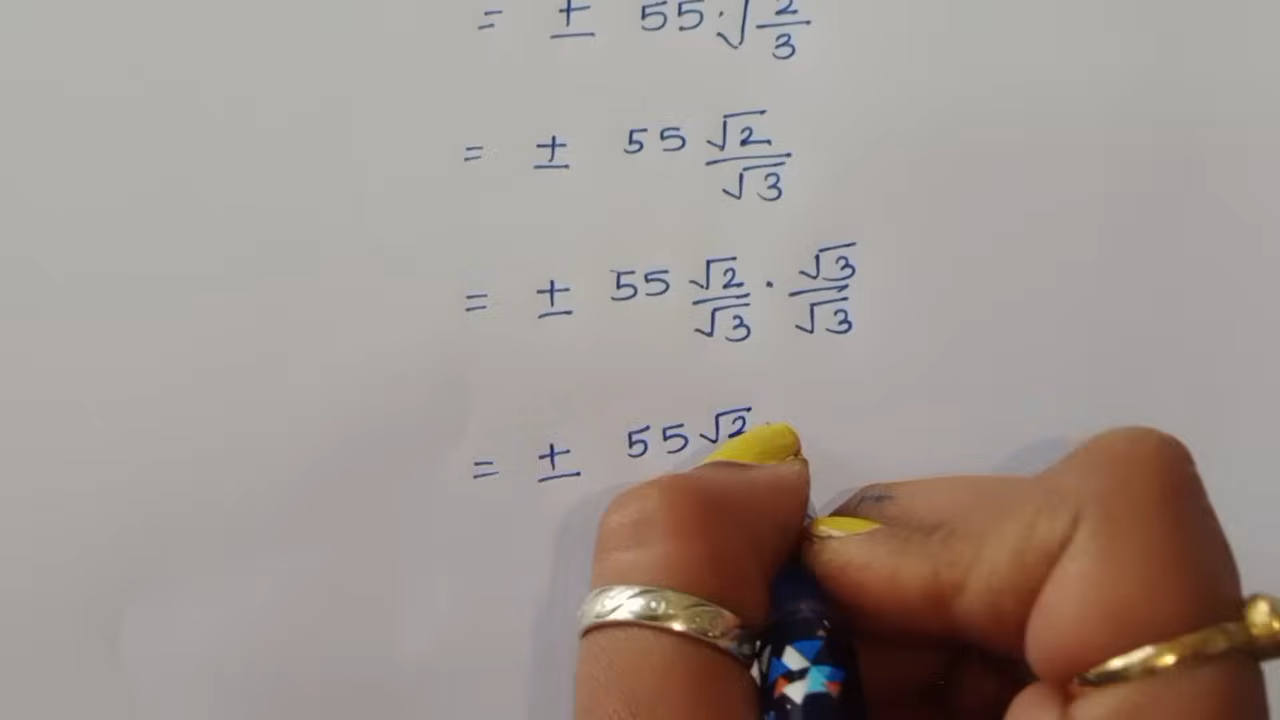 = ± 55·√2/3
= ± 55 √2/√3
= ± 55 √2/√3 · √3/√3
= ± 55√2